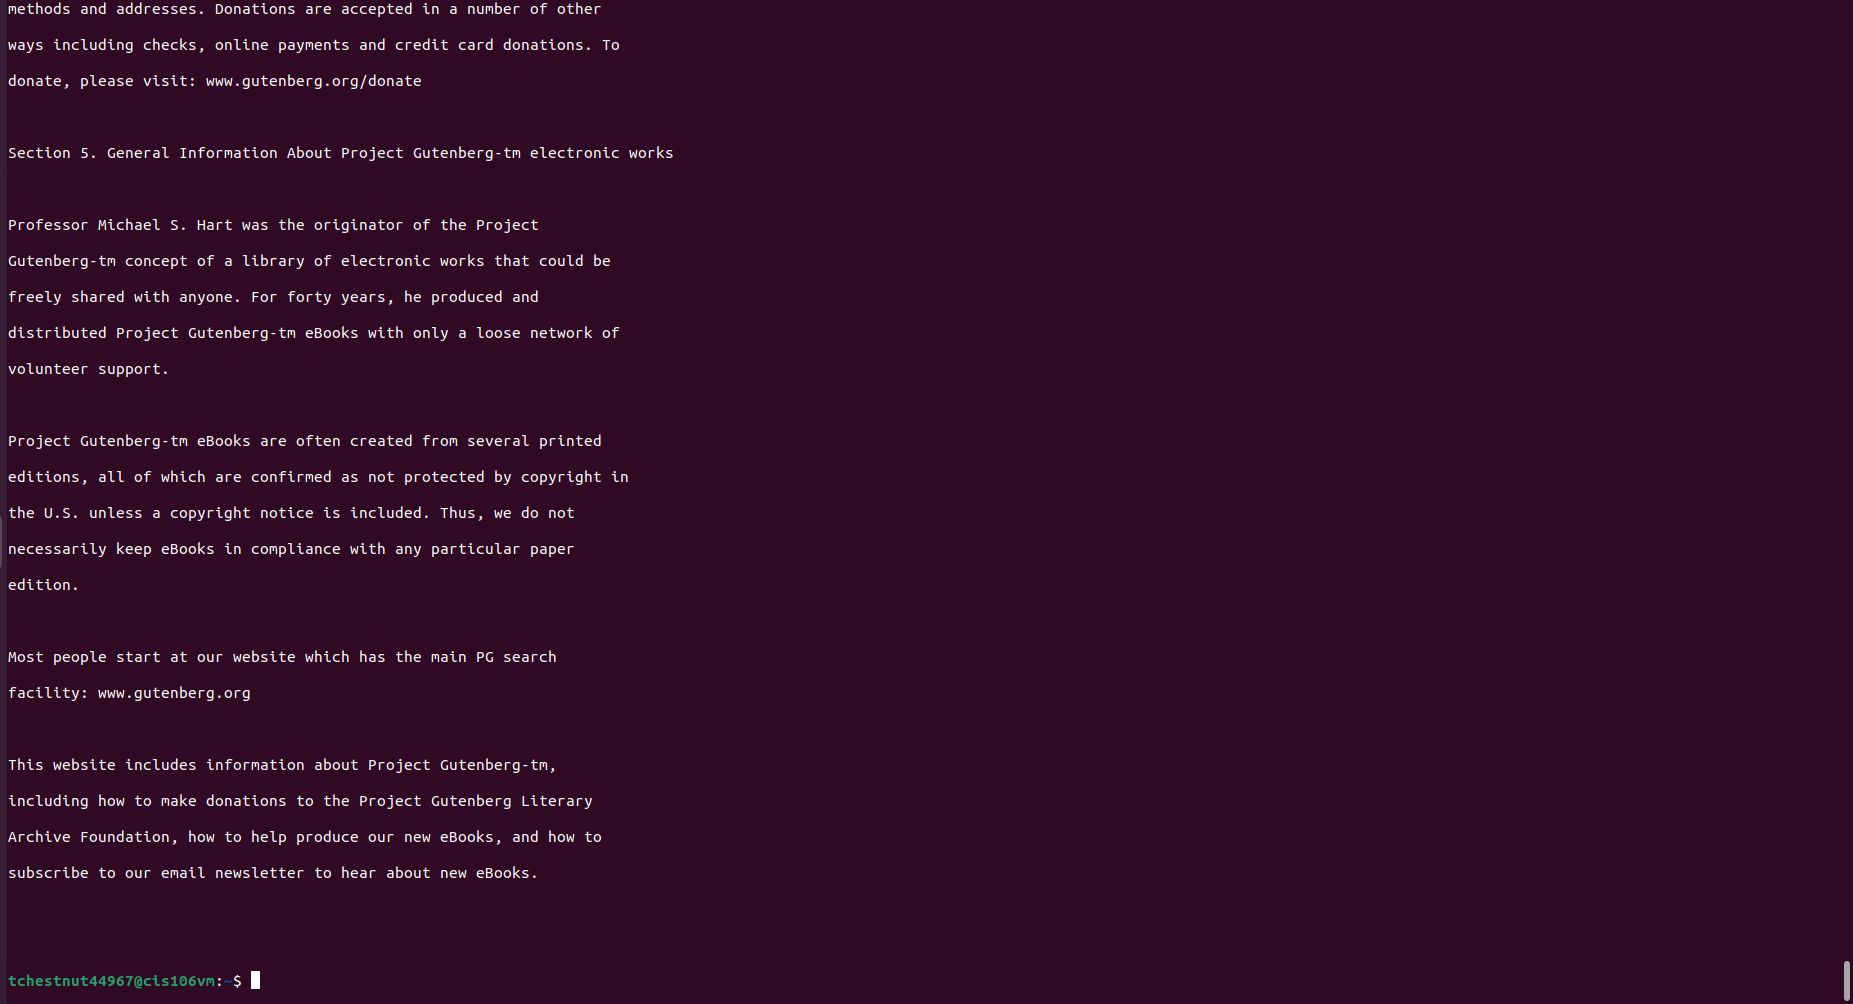 methods and addresses. Donations are accepted in a number of other
ways including checks, online payments and credit card donations. To
donate, please visit: www.gutenberg.org/donate
Section 5. General Information About Project Gutenberg-tm electronic works
Professor Michael S. Hart was the originator of the Project
Gutenberg-tm concept of a library of electronic works that could be
freely shared with anyone. For forty years, he produced and
distributed Project Gutenberg-tm eBooks with only a loose network of
volunteer support.
Project Gutenberg-tm eBooks are often created from several printed
editions, all of which are confirmed as not protected by copyright in
the U.S. unless a copyright notice is included. Thus, we do not
necessarily keep eBooks in compliance with any particular paper
edition.
Most people start at our website which has the main PG search
facility: www.gutenberg.org
This website includes information about Project Gutenberg-tm,
including how to make donations to the Project Gutenberg Literary
Archive Foundation, how to help produce our new eBooks, and how to
subscribe to our email newsletter to hear about new eBooks.
tchestnut44967@cis106vm:~$